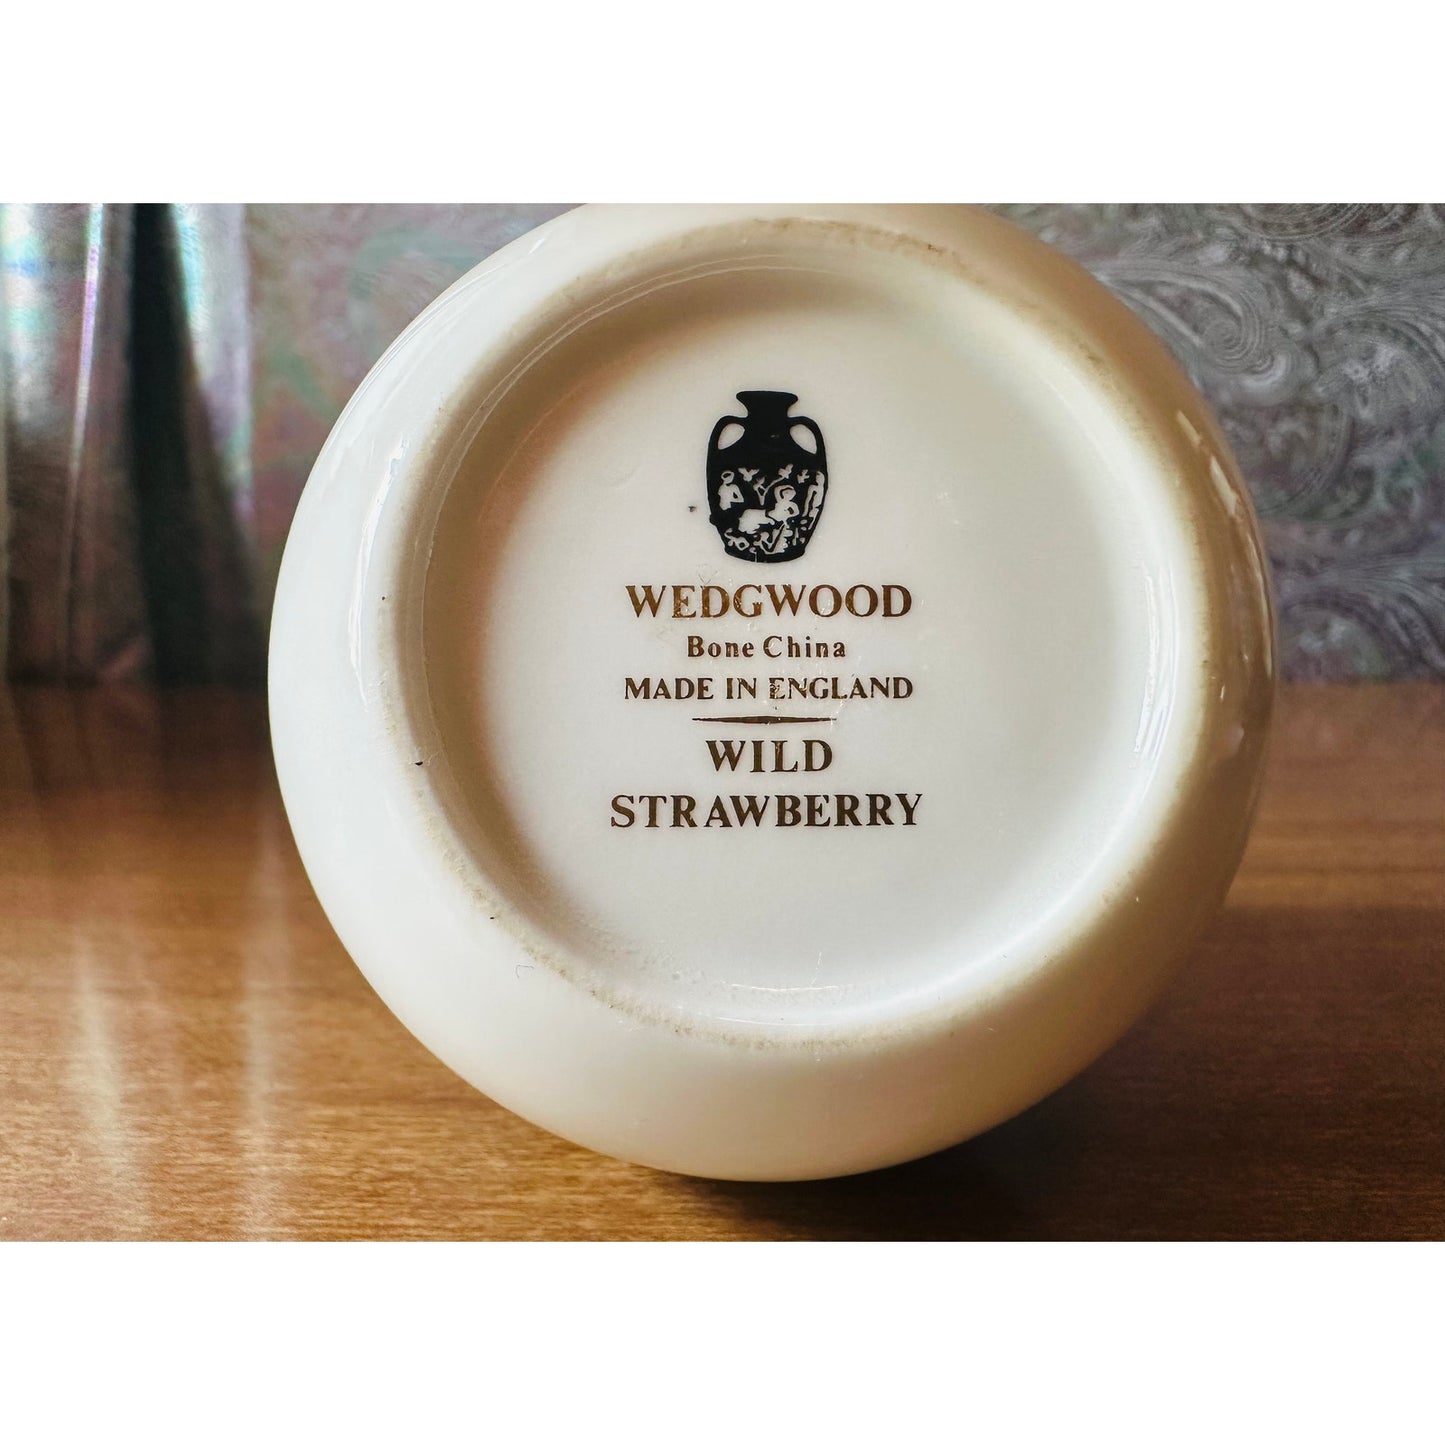 WEDGWOOD
Bone China
MADE IN ENGLAND
WILD
STRAWBERRY